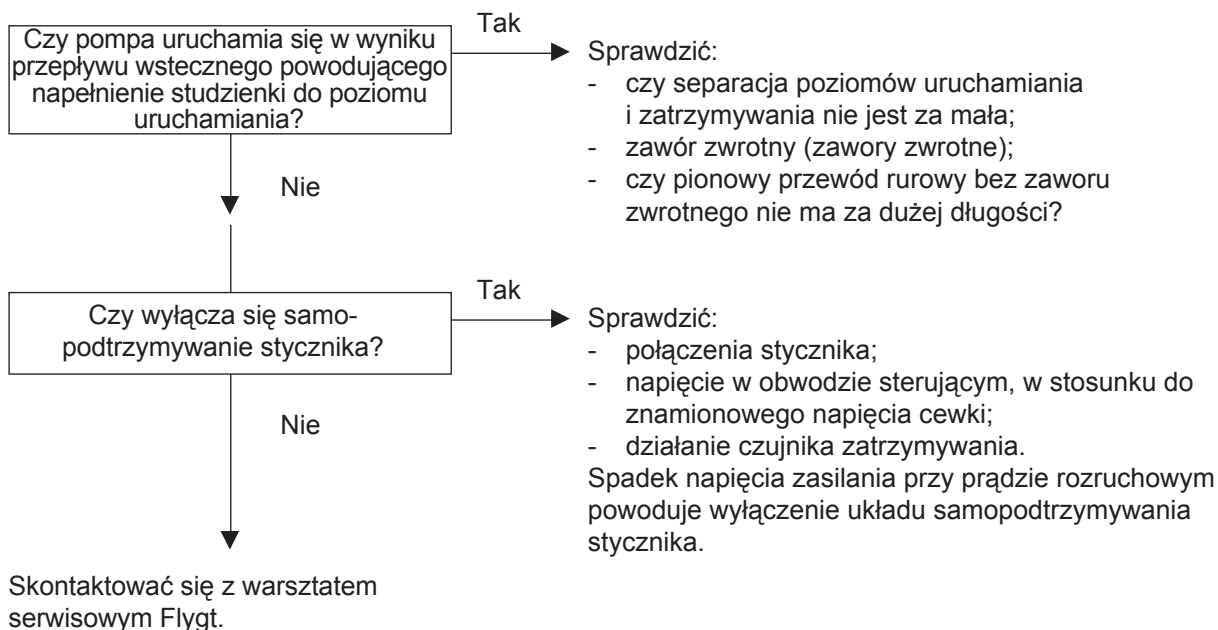 Czy pompa uruchamia się w wyniku
przepływu wstecznego powodującego
napełnienie studzienki do poziomu
uruchamiania?
Tak
Sprawdzić:
- czy separacja poziomów uruchamiania
i zatrzymywania nie jest za mała;
- zawór zwrotny (zawory zwrotne);
- czy pionowy przewód rurowy bez zaworu
zwrotnego nie ma za dużej długości?
Nie
Czy wyłącza się samo-
podtrzymywanie stycznika?
Tak
Sprawdzić:
- połączenia stycznika;
- napięcie w obwodzie sterującym, w stosunku do
znamionowego napięcia cewki;
- działanie czujnika zatrzymywania.
Spadek napięcia zasilania przy prądzie rozruchowym
powoduje wyłączenie układu samopodtrzymywania
stycznika.
Nie
Skontaktować się z warsztatem
serwisowym Flygt.